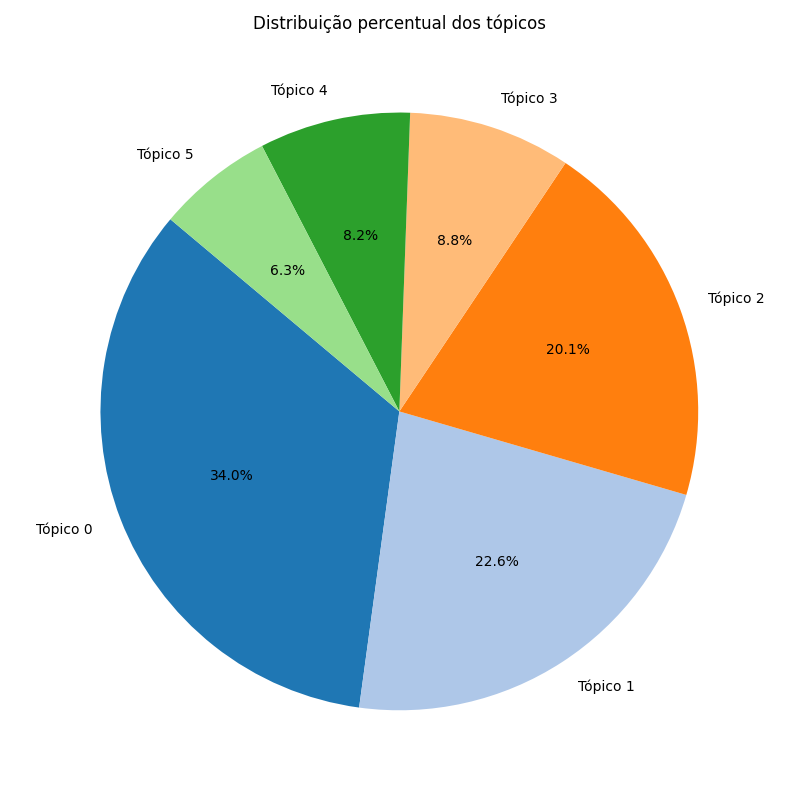 Distribuição percentual dos tópicos
Tópico 4
Tópico 3
Tópico 5
8.2%
8.8%
6.3%
Tópico 2
20.1%
34.0%
Tópico 0
22.6%
Tópico 1